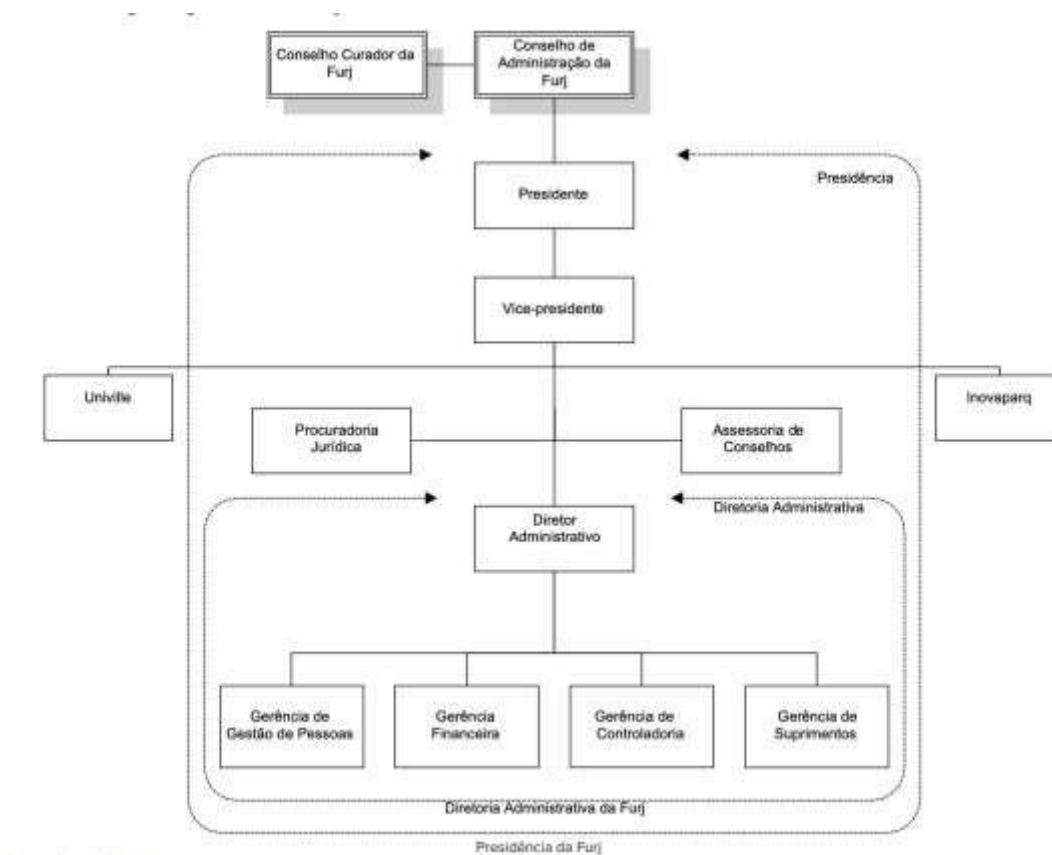 Conselho Curador da
Furj
Conselho de
Administração da
Furj
Presidência
Presidente
Vice-presidente
Univille
Inovaparq
Procuradoria
Jurídica
Assessoria de
Conselhos
Diretoria Administrativa
Diretor
Administrativo
Gerência de
Gestão de Pessoas
Gerência
Financeira
Gerência de
Controladoria
Gerência de
Suprimentos
Diretoria Administrativa da Furj
Presidência da Furj